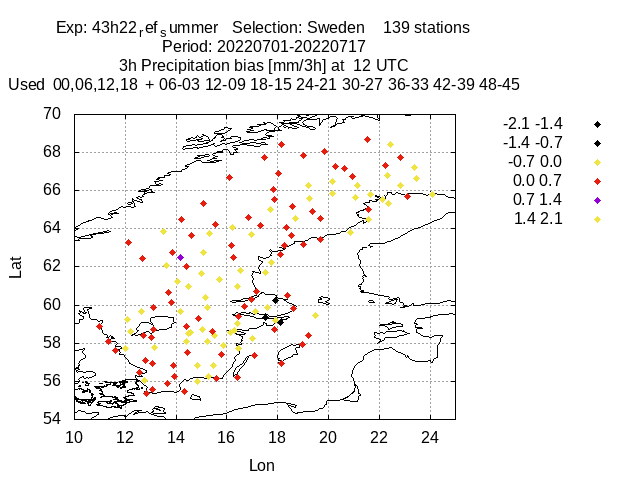 Exp: 43h22refsummer Selection: Sweden 139 stations
Period: 20220701-20220717
3h Precipitation bias [mm/3h] at 12 UTC
Used 00,06,12,18 + 06-03 12-09 18-15 24-21 30-27 36-33 42-39 48-45
70
68
66
64
62
60
58
56
54
10 12 14 16 18 20 22 24
Lat
Lon
-2.1 -1.4
-1.4 -0.7
-0.7 0.0
0.0 0.7
0.7 1.4
1.4 2.1